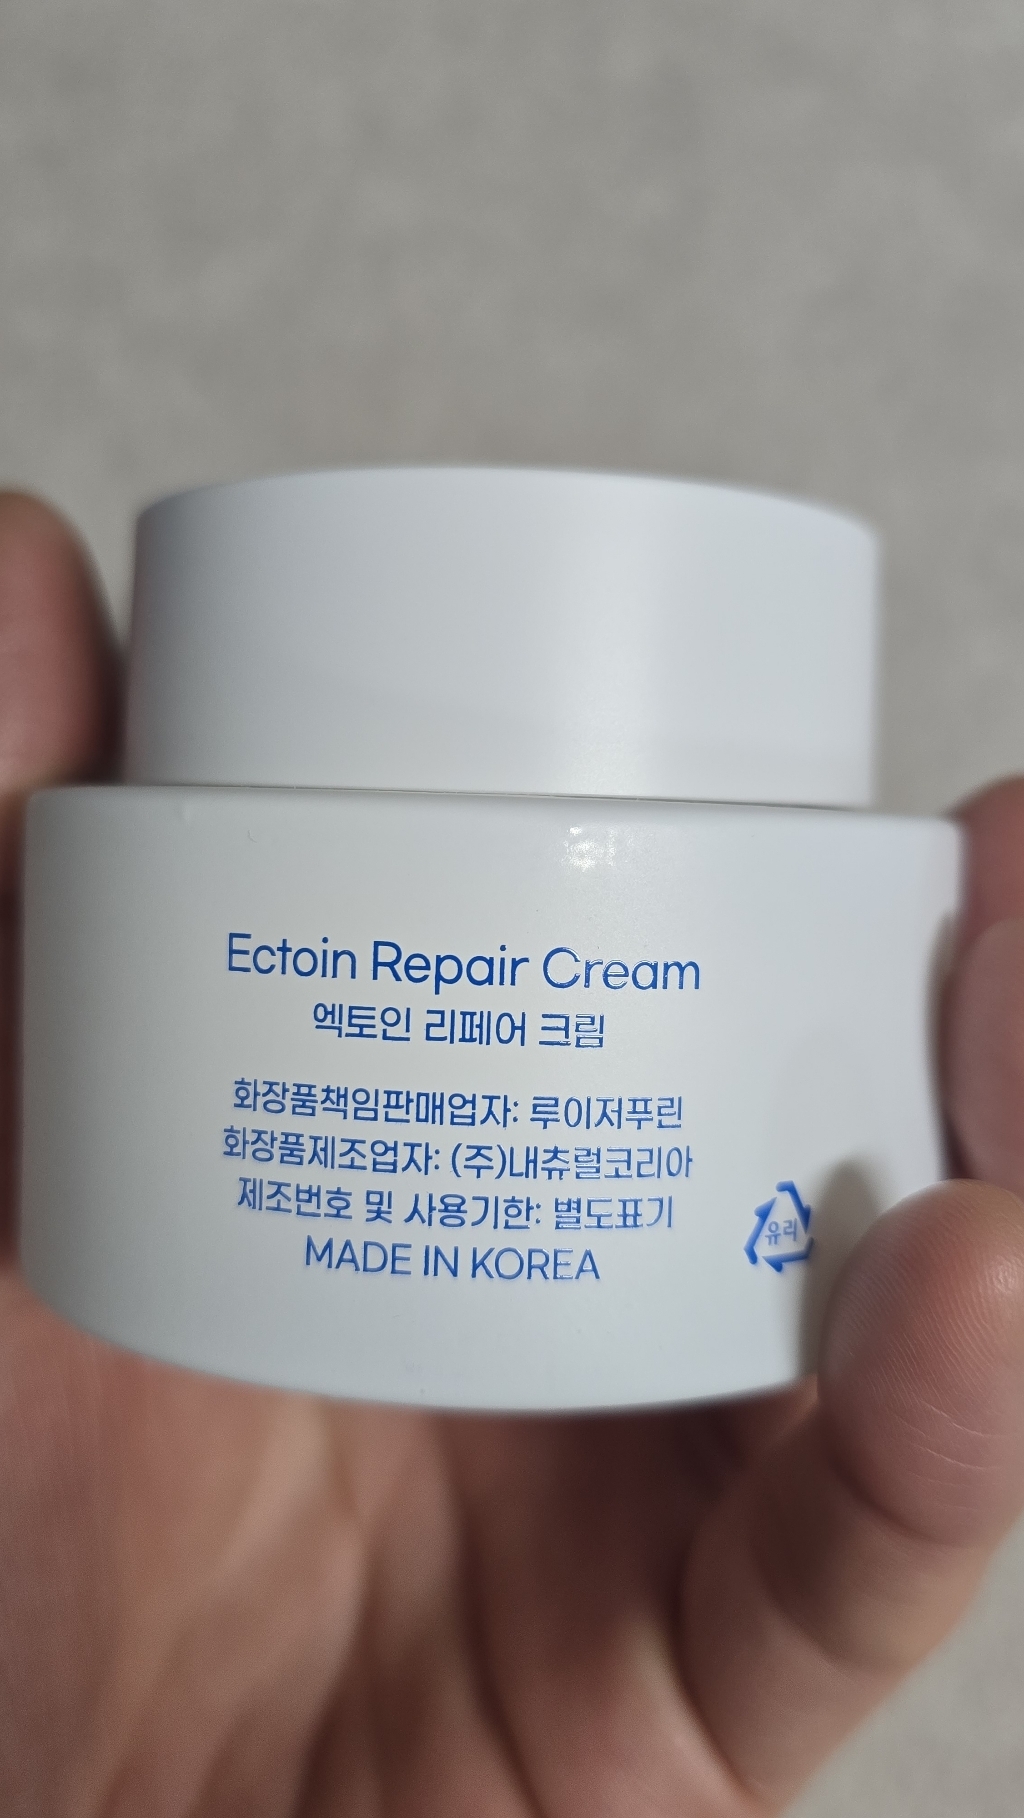 Ectoin Repair Cream
엑토인 리페어 크림
화장품책임판매업자: 루이저푸린
화장품제조업자: (주)내츄럴코리아
제조번호 및 사용기한: 별도표기
MADE IN KOREA
유리